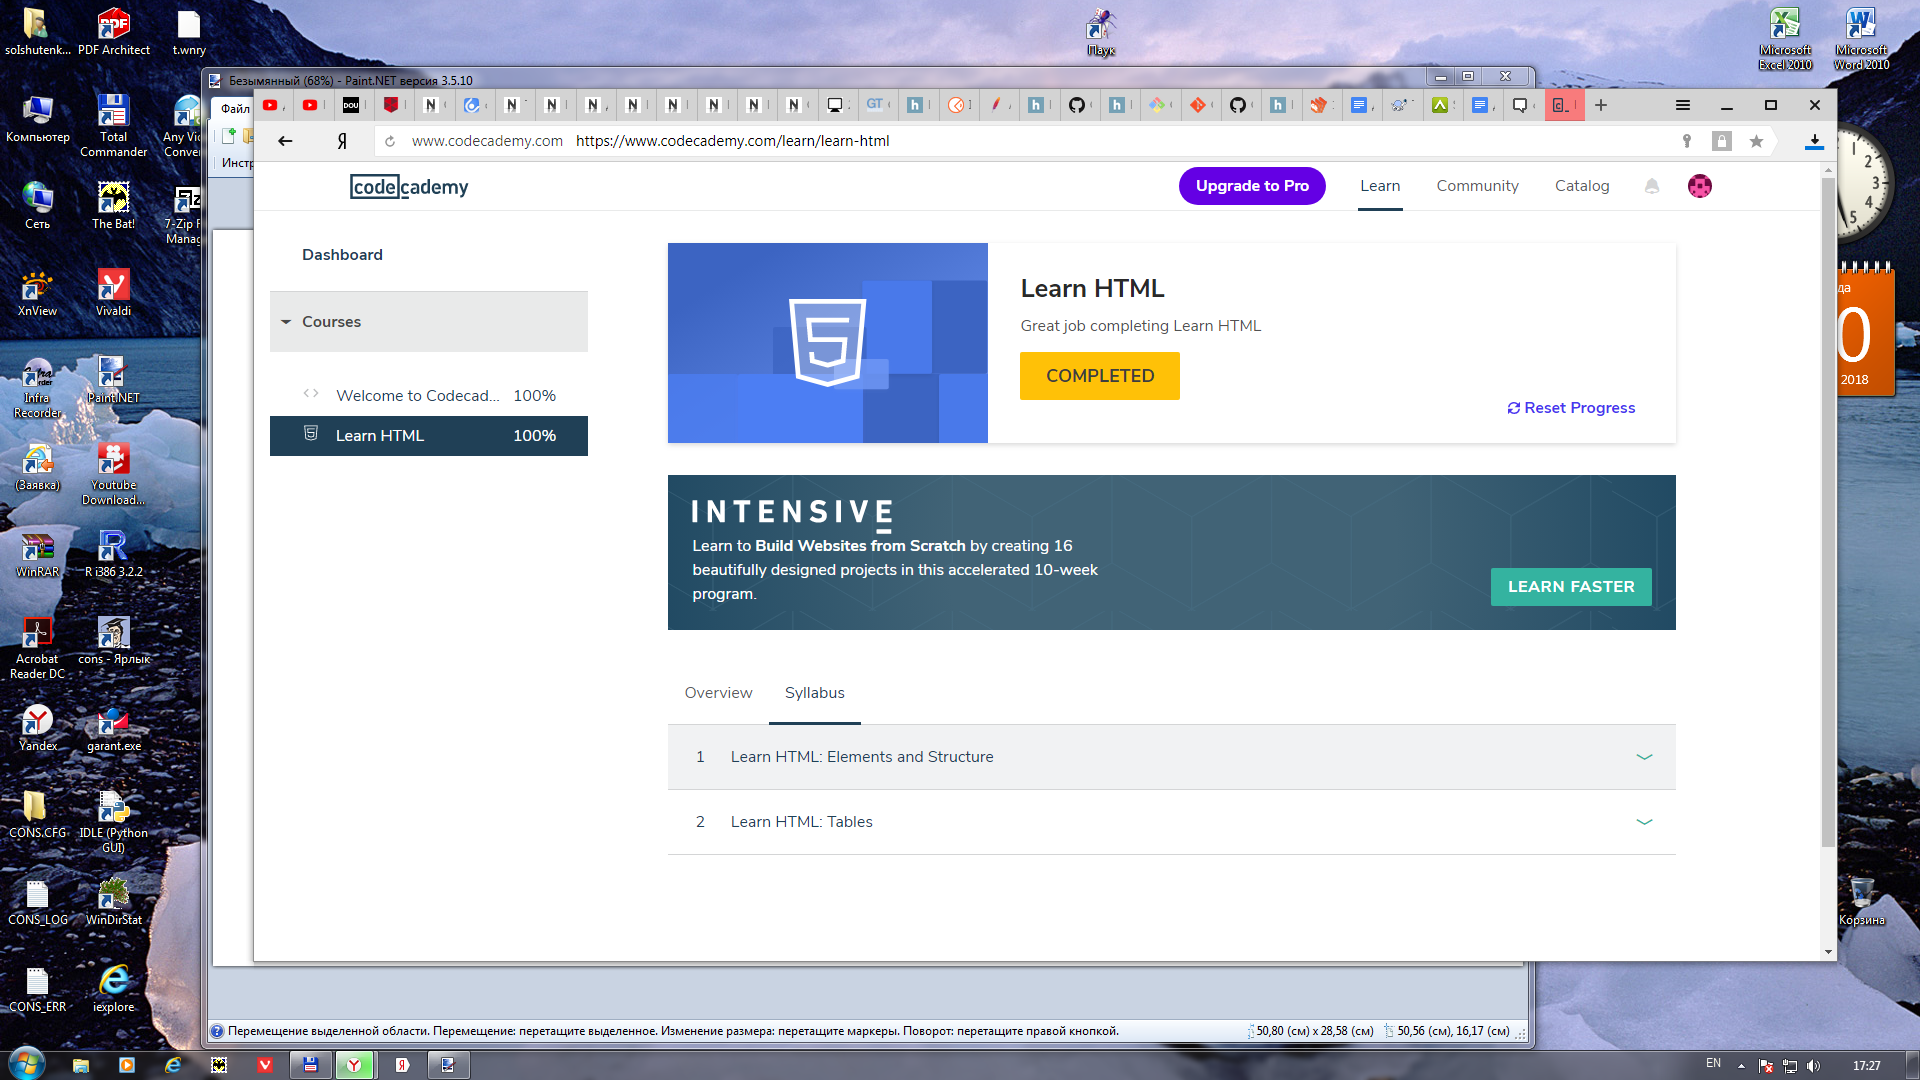 soIshutenk...
PDF Architect
t.wnry
Паук
Microsoft Excel 2010
Microsoft Word 2010
Компьютер
Total Commander
Сеть
The Bat!
XnView
Vivaldi
Infra Recorder
Paint.NET
(Заявка)
Youtube Download...
WinRAR
R i386 3.2.2
Acrobat Reader DC
cons - Ярлык
Yandex
garant.exe
CONS.CFG
IDLE (Python GUI)
CONS_LOG
WinDirStat
CONS_ERR
iexplore
Корзина
Безымянный (68%) - Paint.NET версия 3.5.10
Файл
www.codecademy.com https://www.codecademy.com/learn/learn-html
codecademy
Upgrade to Pro
Learn
Community
Catalog
Dashboard
Courses
Welcome to Codecad... 100%
Learn HTML 100%
Learn HTML
Great job completing Learn HTML
COMPLETED
Reset Progress
INTENSIVE
Learn to Build Websites from Scratch by creating 16
beautifully designed projects in this accelerated 10-week
program.
LEARN FASTER
Overview
Syllabus
1 Learn HTML: Elements and Structure
2 Learn HTML: Tables
1
2
3
4
5
2018
Перемещение выделенной области. Перемещение: перетащите выделенное. Изменение размера: перетащите маркеры. Поворот: перетащите правой кнопкой.
50,80 (см) x 28,58 (см)
50,56 (см), 16,17 (см)
EN
17:27